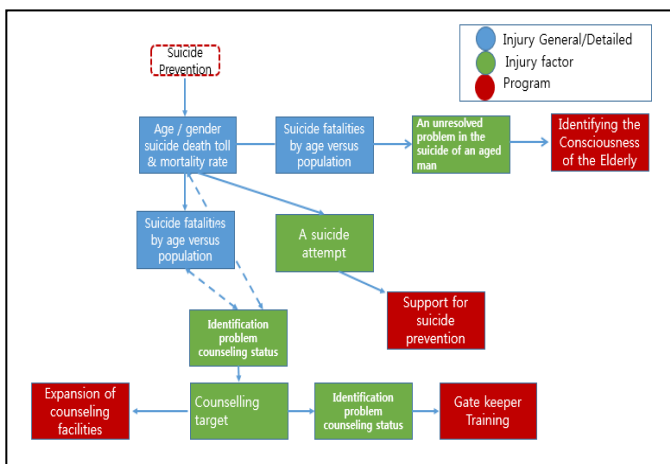 Suicide
Prevention
Injury General/Detailed
Injury factor
Program
Age / gender
suicide death toll
& mortality rate
Suicide fatalities
by age versus
population
An unresolved
problem in the
suicide of an aged
man
Identifying the
Consciousness
of the Elderly
Suicide fatalities
by age versus
population
A suicide
attempt
Support for
suicide
prevention
Identification
problem
counseling status
Expansion of
counseling
facilities
Counselling
target
Identification
problem
counseling status
Gate keeper
Training